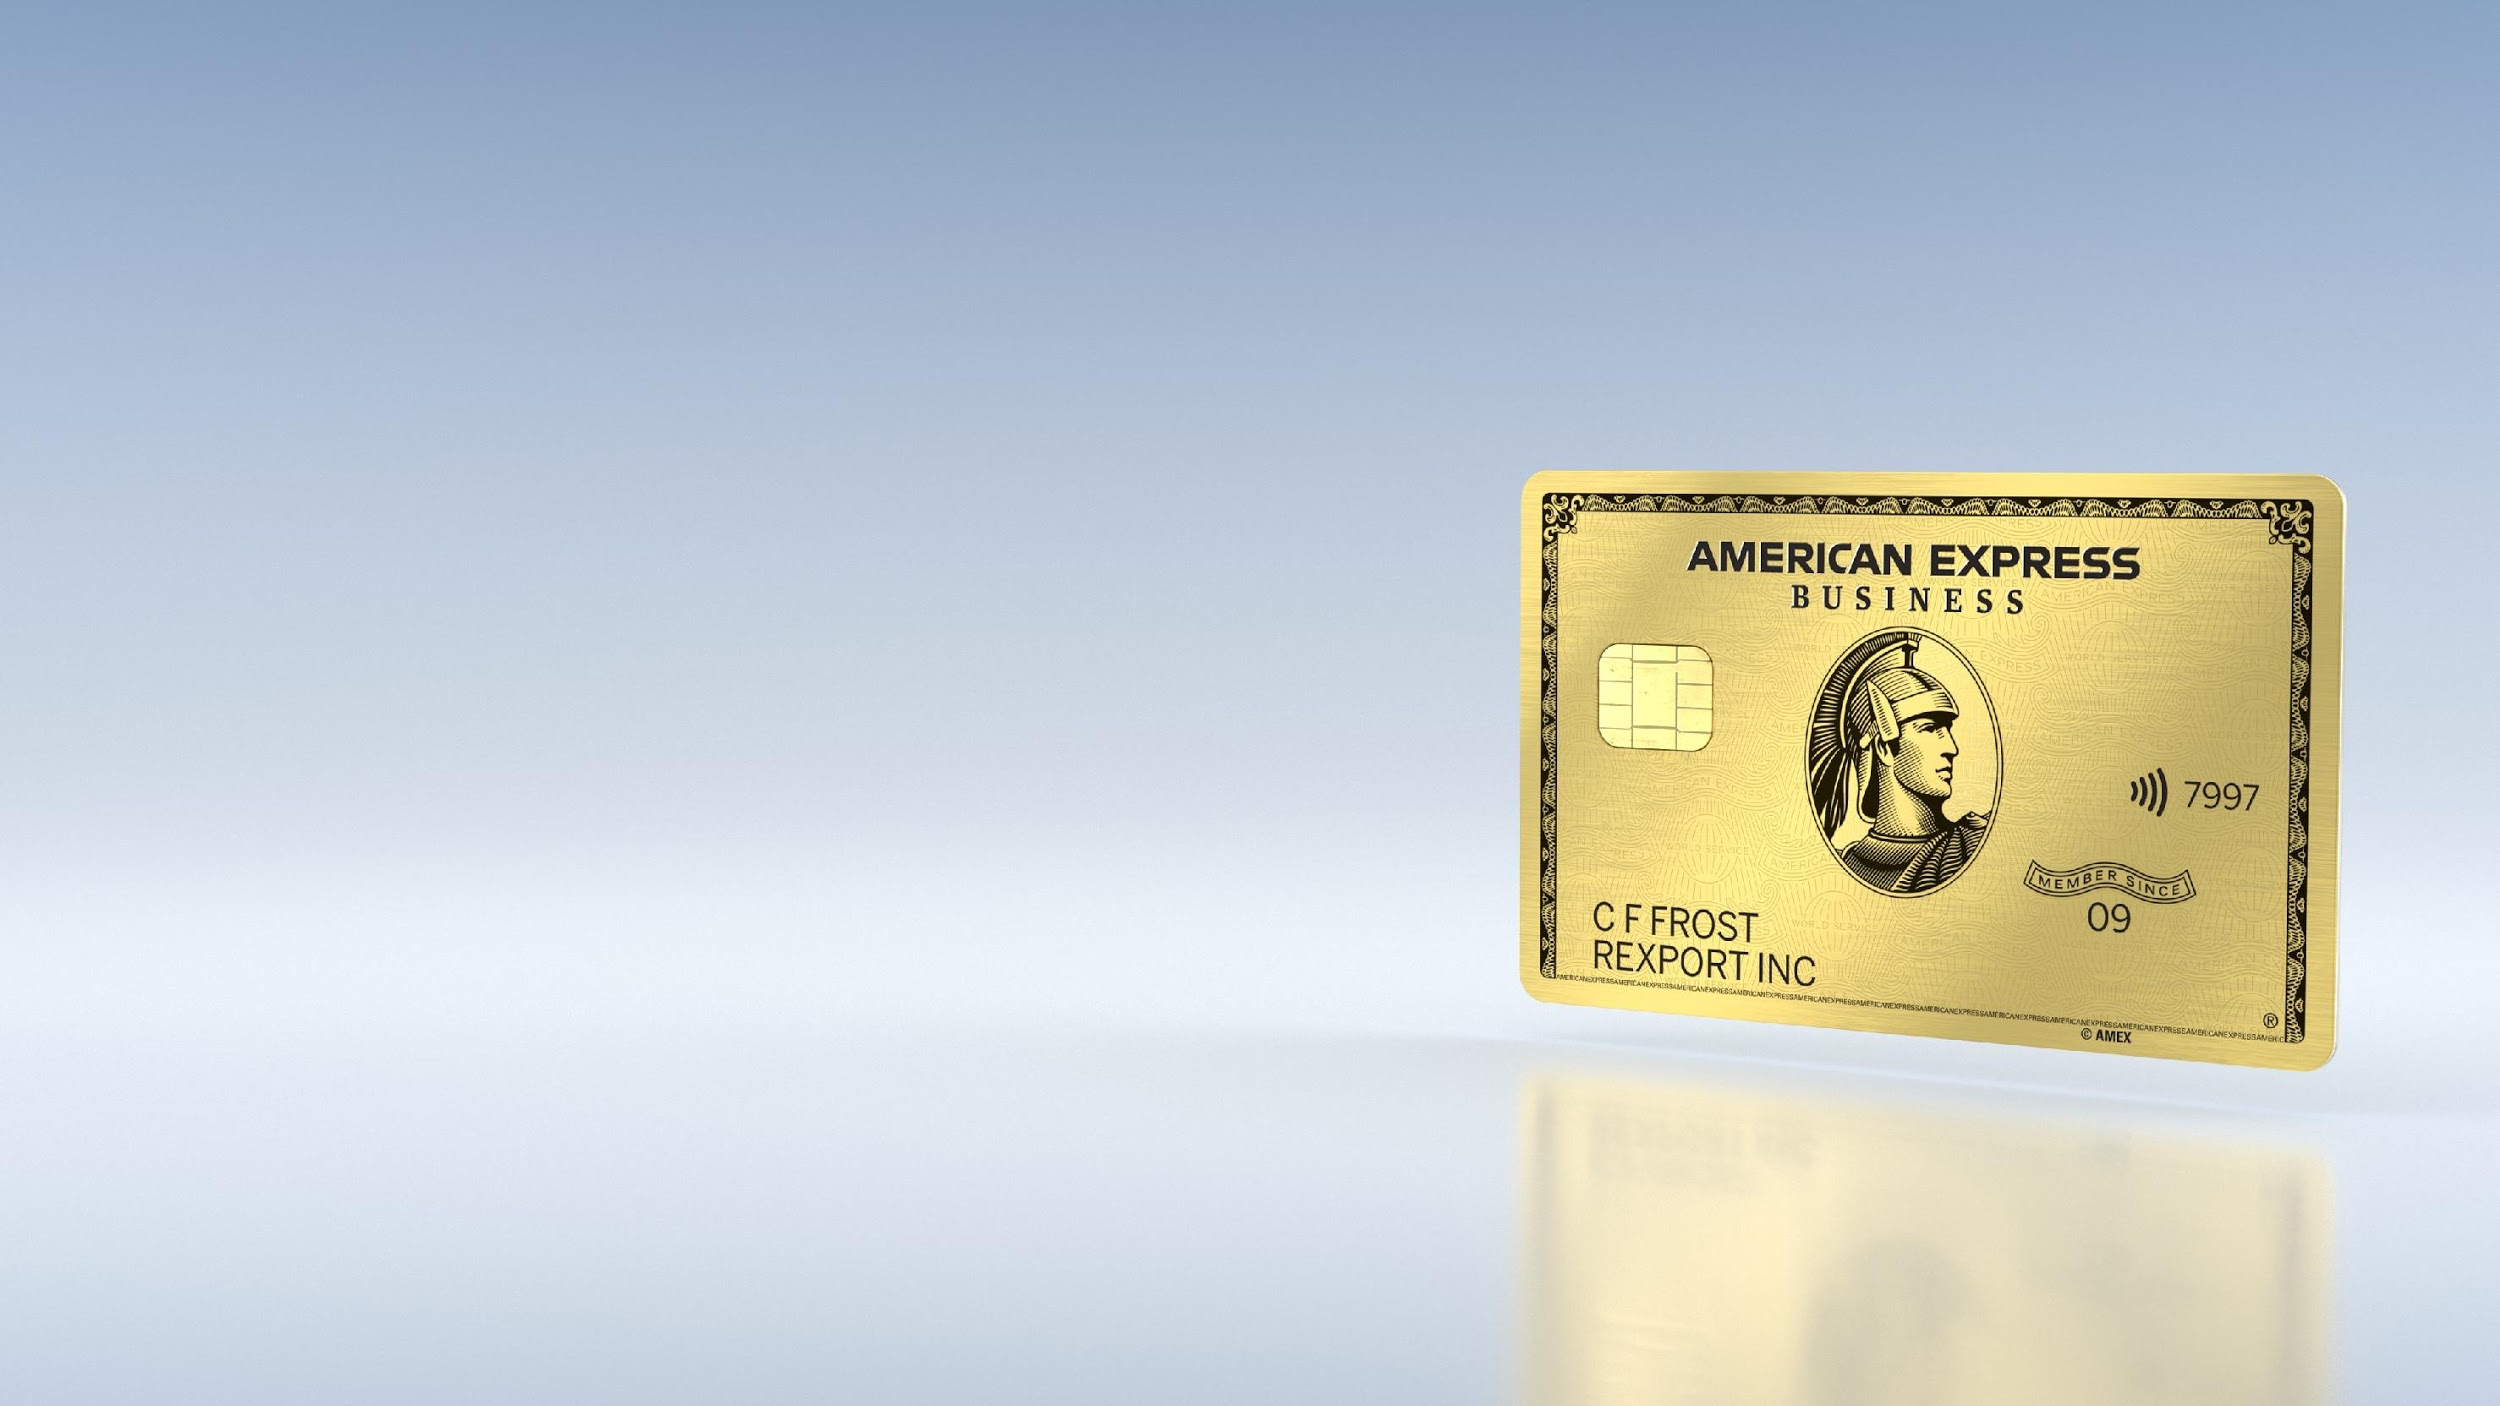 AMERICAN EXPRESS
BUSINESS
7997
MEMBER SINCE
09
C F FROST
REXPORT INC
®
© AMEX